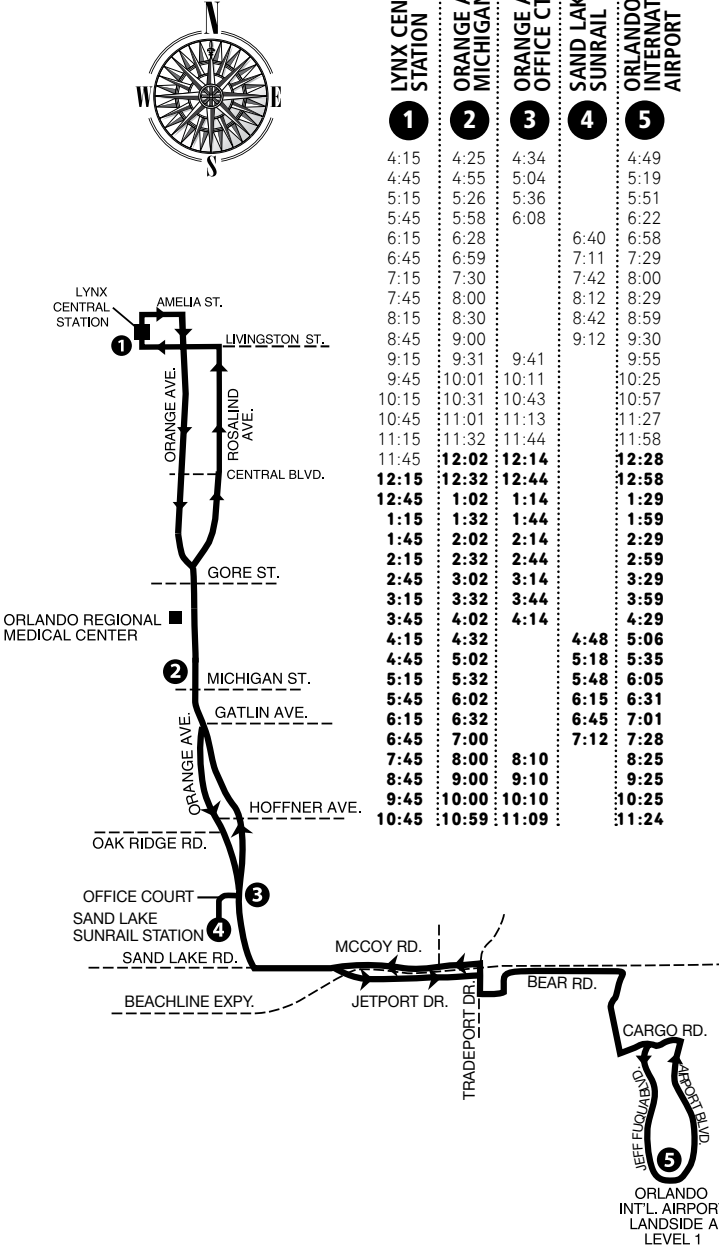 N
W
E
S
LYNX CEN
STATION
ORANGE A
MICHIGAN
ORANGE A
OFFICE CT
SAND LAK
SUNRAIL
ORLANDO
INTERNAT
AIRPORT
1 2 3 4 5
4:15 4:25 4:34 4:49
4:45 4:55 5:04 5:19
5:15 5:26 5:36 5:51
5:45 5:58 6:08 6:22
6:15 6:28 6:40 6:58
6:45 6:59 7:11 7:29
7:15 7:30 7:42 8:00
7:45 8:00 8:12 8:29
8:15 8:30 8:42 8:59
8:45 9:00 9:12 9:30
9:15 9:31 9:41 9:55
9:45 10:01 10:11 10:25
10:15 10:31 10:43 10:57
10:45 11:01 11:13 11:27
11:15 11:32 11:44 11:58
11:45 12:02 12:14 12:28
12:15 12:32 12:44 12:58
12:45 1:02 1:14 1:29
1:15 1:32 1:44 1:59
1:45 2:02 2:14 2:29
2:15 2:32 2:44 2:59
2:45 3:02 3:14 3:29
3:15 3:32 3:44 3:59
3:45 4:02 4:14 4:29
4:15 4:32 4:48 5:06
4:45 5:02 5:18 5:35
5:15 5:32 5:48 6:05
5:45 6:02 6:15 6:31
6:15 6:32 6:45 7:01
6:45 7:00 7:12 7:28
7:45 8:00 8:10 8:25
8:45 9:00 9:10 9:25
9:45 10:00 10:10 10:25
10:45 10:59 11:09 11:24
LYNX
CENTRAL
STATION
AMELIA ST.
1
LIVINGSTON ST.
ORANGE AVE.
ROSALIND
AVE.
CENTRAL BLVD.
GORE ST.
ORLANDO REGIONAL
MEDICAL CENTER
2
MICHIGAN ST.
GATLIN AVE.
ORANGE AVE.
HOFFNER AVE.
OAK RIDGE RD.
OFFICE COURT
3
SAND LAKE
SUNRAIL STATION
4
SAND LAKE RD.
MCCOY RD.
BEACHLINE EXPY.
JETPORT DR.
TRADEPORT DR.
BEAR RD.
CARGO RD.
JEFF FUQUA BLVD.
AIRPORT BLVD.
5
ORLANDO
INT'L. AIRPORT
LANDSIDE A
LEVEL 1